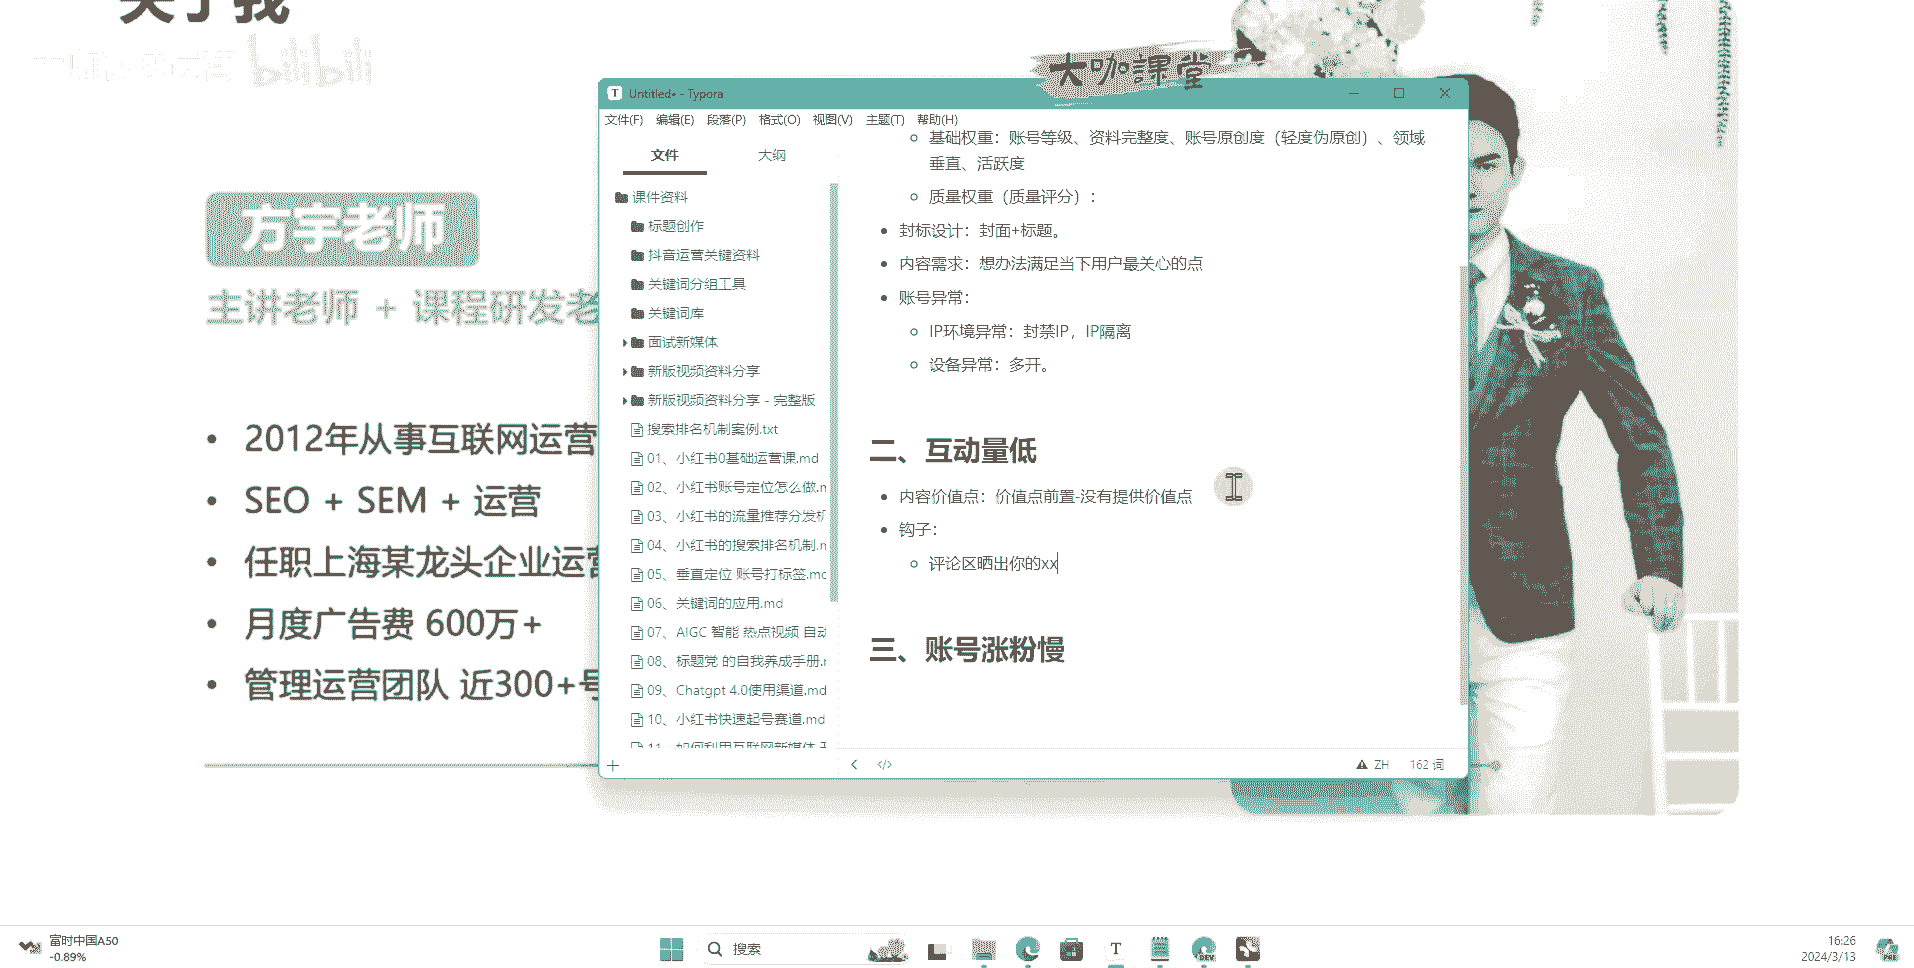 关于我
bilibili
大咖課堂
方宇老师
主讲老师 + 课程研发老
2012年从事互联网运营
SEO + SEM + 运营
任职上海某龙头企业运营
月度广告费 600万+
管理运营团队 近300+号
Untitled• - Typora
文件(F) 编辑(E) 段落(P) 格式(O) 视图(V) 主题(T) 帮助(H)
文件 大纲
课件资料
标题创作
抖音运营关键资料
关键词分组工具
关键词库
面试新媒体
新版视频资料分享
新版视频资料分享 - 完整版
搜索排名机制案例.txt
01、小红书0基础运营课.md
02、小红书账号定位怎么做.m
03、小红书的流量推荐分发机
04、小红书的搜索排名机制.m
05、垂直定位 账号打标签.mc
06、关键词的应用.md
07、AIGC 智能 热点视频 自动
08、标题党 的自我养成手册.r
09、Chatgpt 4.0使用渠道.md
10、小红书快速起号赛道.md
11、如何利用互联网新媒体
基础权重：账号等级、资料完整度、账号原创度（轻度伪原创）、领域
垂直、活跃度
质量权重（质量评分）：
封标设计：封面+标题。
内容需求：想办法满足当下用户最关心的点
账号异常：
IP环境异常：封禁IP，IP隔离
设备异常：多开。
二、互动量低
内容价值点：价值点前置-没有提供价值点
钩子：
评论区晒出你的xx
三、账号涨粉慢
ZH 162 词
富时中国A50
-0.89%
搜索
T
DEV
16:26
2024/3/13
PRE